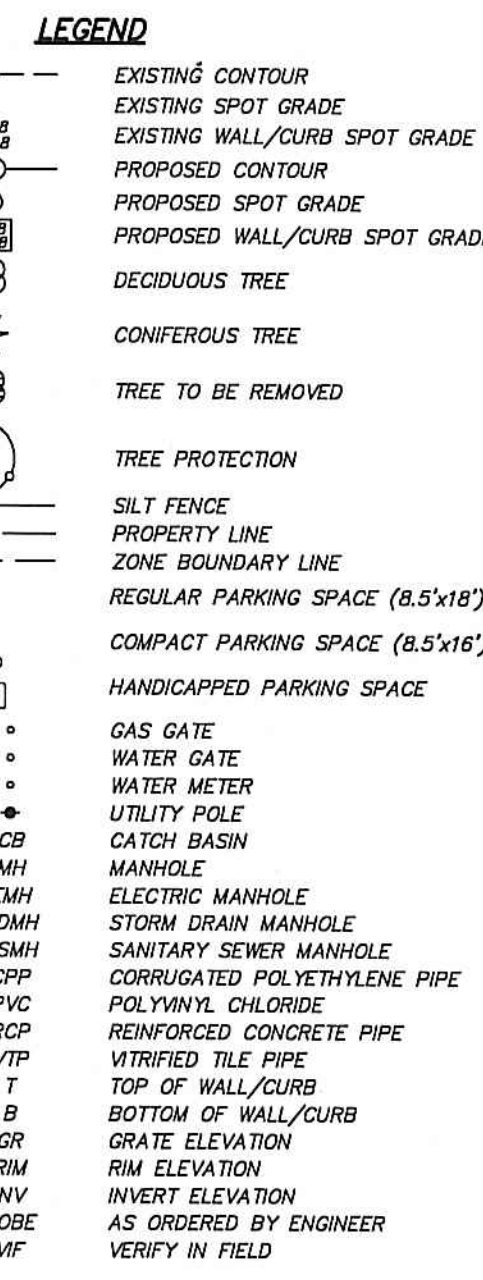 LEGEND
EXISTING CONTOUR
EXISTING SPOT GRADE
EXISTING WALL/CURB SPOT GRADE
PROPOSED CONTOUR
PROPOSED SPOT GRADE
PROPOSED WALL/CURB SPOT GRADE
DECIDUOUS TREE
CONIFEROUS TREE
TREE TO BE REMOVED
TREE PROTECTION
SILT FENCE
PROPERTY LINE
ZONE BOUNDARY LINE
REGULAR PARKING SPACE (8.5'x18')
COMPACT PARKING SPACE (8.5'x16')
HANDICAPPED PARKING SPACE
GAS GATE
WATER GATE
WATER METER
UTILITY POLE
CB CATCH BASIN
MH MANHOLE
EMH ELECTRIC MANHOLE
DMH STORM DRAIN MANHOLE
SMH SANITARY SEWER MANHOLE
CPP CORRUGATED POLYETHYLENE PIPE
PVC POLYVINYL CHLORIDE
RCP REINFORCED CONCRETE PIPE
VTP VITRIFIED TILE PIPE
T TOP OF WALL/CURB
B BOTTOM OF WALL/CURB
GR GRATE ELEVATION
RIM RIM ELEVATION
NV INVERT ELEVATION
OBE AS ORDERED BY ENGINEER
VIF VERIFY IN FIELD